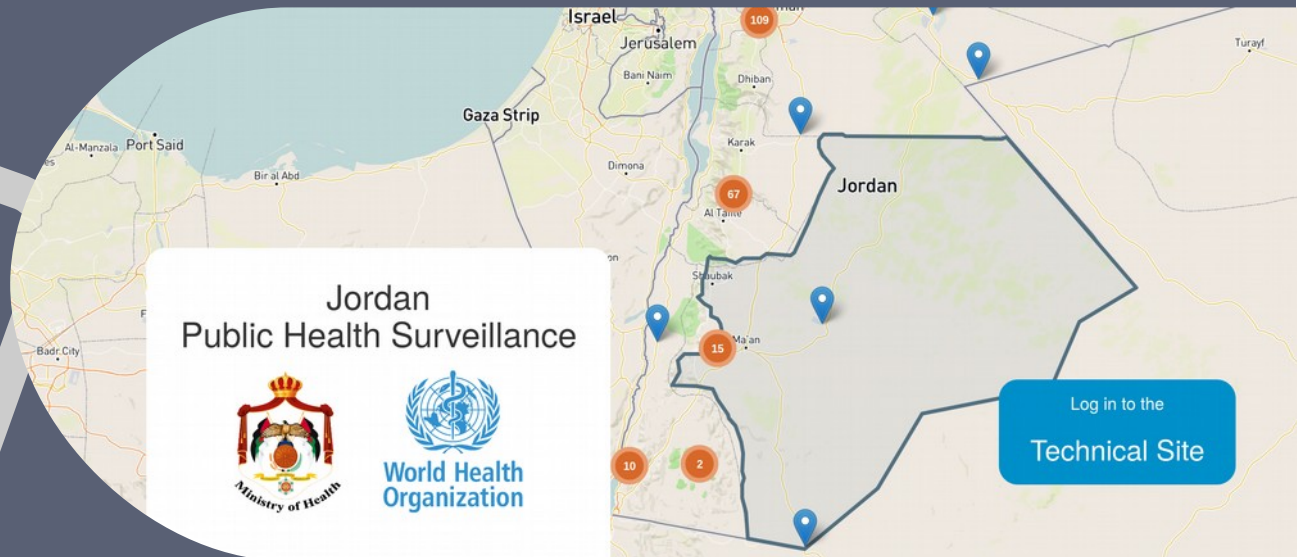 Israel
109
Jerusalem
Turayf
Bani Naim
Dhiban
Gaza Strip
Al-Manzala
Port Said
Karak
Dimona
Bir al Abd
Jordan
67
Shaubak
Ma'an
15
Badr City
Jordan
Public Health Surveillance
Ministry of Health
World Health
Organization
10
2
Log in to the
Technical Site